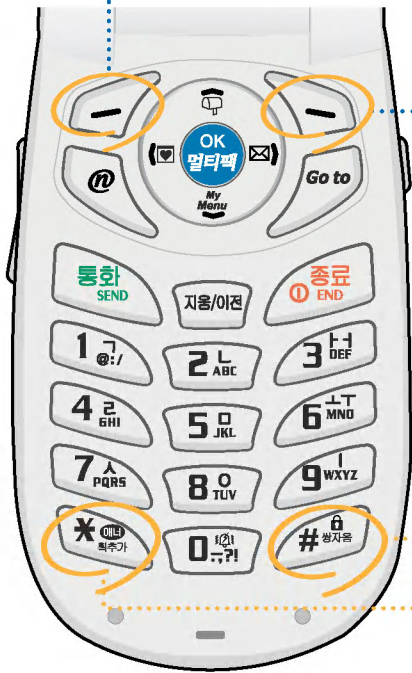 OK
멀티팩
My
Menu
@
Go to
통화
SEND
지움/이전
종료
END
1 ㄱ
@:/
2 ㄴ
ABC
3 ㅏㅓ
DEF
4 ㄹ
GHI
5 ㅁ
JKL
6 ㅗㅜ
MNO
7 ㅅ
PQRS
8 ㅇ
TUV
9 ㅣ
WXYZ
* 매너
획추가
0
.-,?!
# 쌍자음